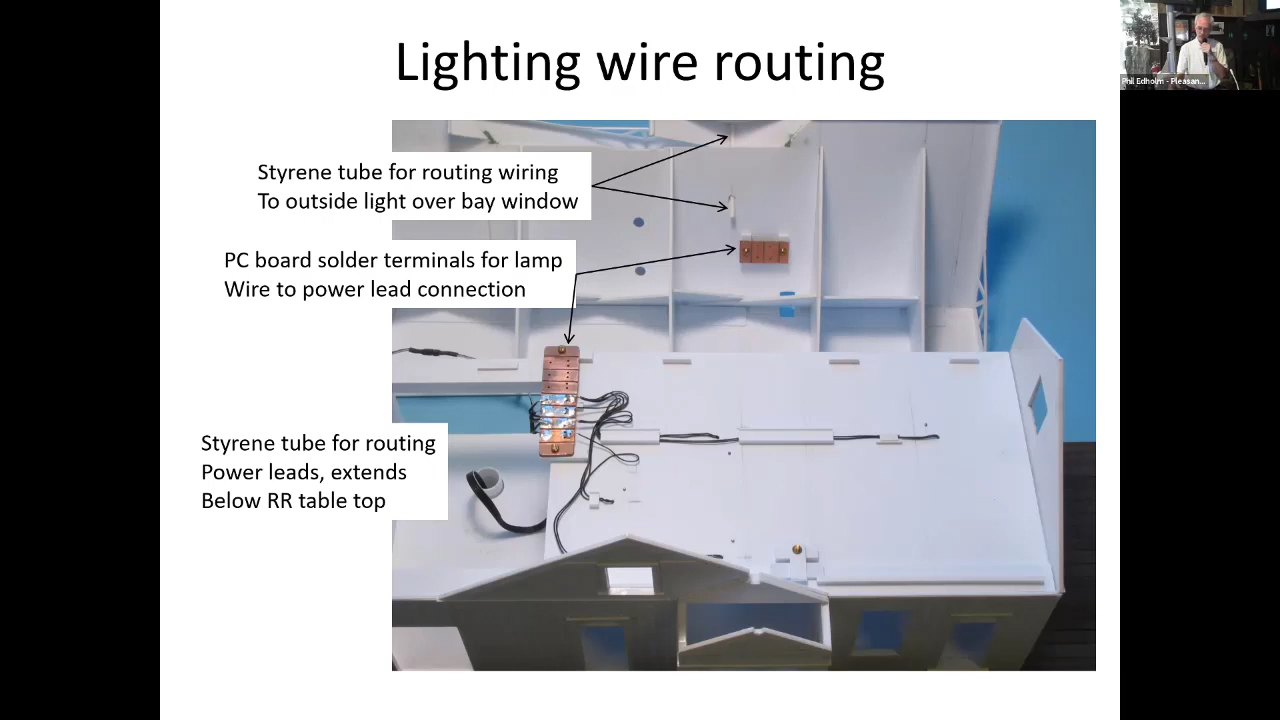 Lighting wire routing
Styrene tube for routing wiring
To outside light over bay window
PC board solder terminals for lamp
Wire to power lead connection
Styrene tube for routing
Power leads, extends
Below RR table top
Phil Edholm - Pleasan...